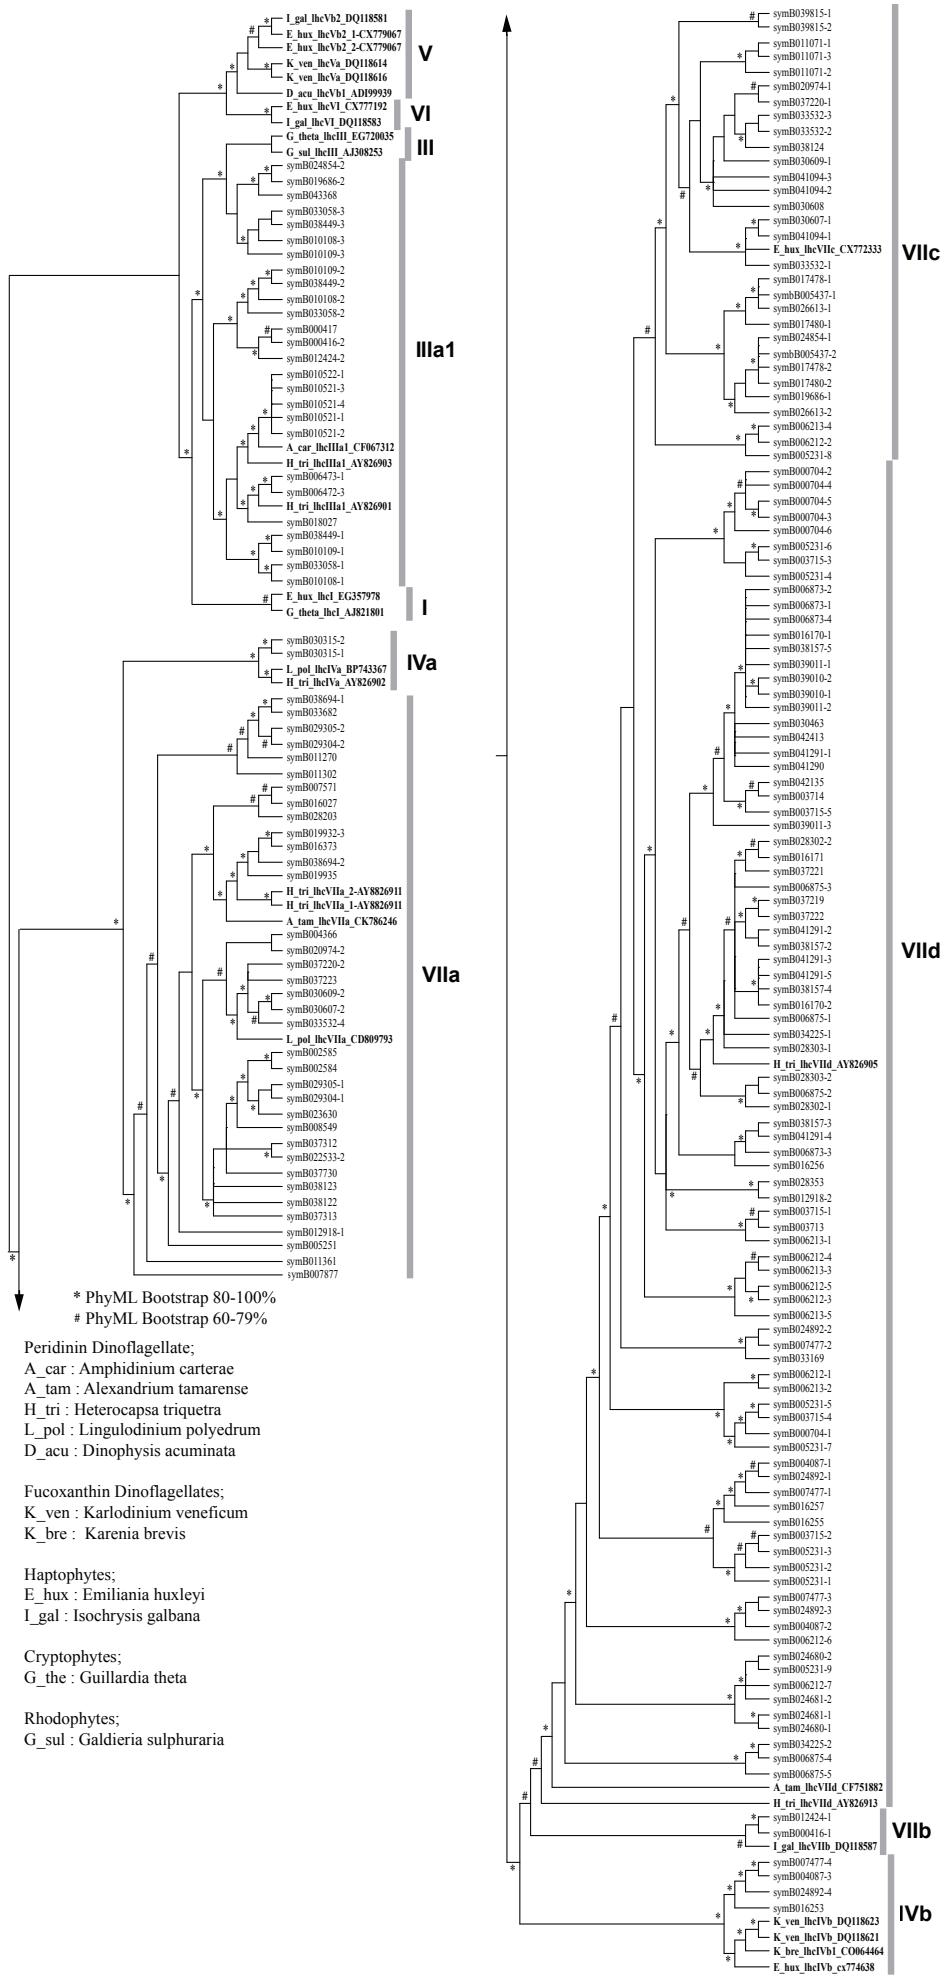 I_gal_lhcVb2_DQ118581
E_hux_lhcVb2_1-CX779067
E_hux_lhcVb2_2-CX779067
K_ven_lhcVa_DQ118614
K_ven_lhcVa_DQ118616
D_acu_lhcVb1_ADI99939
V
E_hux_lhcVI_CX777192
I_gal_lhcVI_DQ118583
VI
G_theta_lhcIII_EG720035
G_sul_lhcIII_AJ308253
III
symB024854-2
symB019686-2
symB043368
symB033058-3
symB038449-3
symB010108-3
symB010109-3
symB010109-2
symB038449-2
symB010108-2
symB033058-2
symB000417
symB000416-2
symB012424-2
symB010522-1
symB010521-3
symB010521-4
symB010521-1
symB010521-2
A_car_lhcIIIa1_CF067312
H_tri_lhcIIIa1_AY826903
symB006473-1
symB006472-3
H_tri_lhcIIIa1_AY826901
symB018027
symB038449-1
symB010109-1
symB033058-1
symB010108-1
IIIa1
E_hux_lhcI_EG357978
G_theta_lhcI_AJ821801
I
symB030315-2
symB030315-1
L_pol_lhcIVa_BP743367
H_tri_lhcIVa_AY826902
IVa
symB038694-1
symB033682
symB029305-2
symB029304-2
symB011270
symB011302
symB007571
symB016027
symB028203
symB019932-3
symB016373
symB038694-2
symB019935
H_tri_lhcVIIa_2-AY8826911
H_tri_lhcVIIa_1-AY8826911
A_tam_lhcVIIa_CK786246
symB004366
symB020974-2
symB037220-2
symB037223
symB030609-2
symB030607-2
symB033532-4
L_pol_lhcVIIa_CD809793
symB002585
symB002584
symB029305-1
symB029304-1
symB023630
symB008549
symB037312
symB022533-2
symB037730
symB038123
symB038122
symB037313
symB012918-1
symB005251
symB011361
symB007877
VIIa
* PhyML Bootstrap 80-100%
# PhyML Bootstrap 60-79%
Peridinin Dinoflagellate;
A_car : Amphidinium carterae
A_tam : Alexandrium tamarense
H_tri : Heterocapsa triquetra
L_pol : Lingulodinium polyedrum
D_acu : Dinophysis acuminata
Fucoxanthin Dinoflagellates;
K_ven : Karlodinium veneficum
K_bre : Karenia brevis
Haptophytes;
E_hux : Emiliania huxleyi
I_gal : Isochrysis galbana
Cryptophytes;
G_the : Guillardia theta
Rhodophytes;
G_sul : Galdieria sulphuraria
symB039815-1
symB039815-2
symB011071-1
symB011071-3
symB011071-2
symB020974-1
symB037220-1
symB033532-3
symB033532-2
symB038124
symB030609-1
symB041094-3
symB041094-2
symB030608
symB030607-1
symB041094-1
E_hux_lhcVIIc_CX772333
symB033532-1
symB017478-1
symbB005437-1
symB026613-1
symB017480-1
symB024854-1
symbB005437-2
symB017478-2
symB017480-2
symB019686-1
symB026613-2
symB006213-4
symB006212-2
symB005231-8
VIIc
symB000704-2
symB000704-4
symB000704-5
symB000704-3
symB000704-6
symB005231-6
symB003715-3
symB005231-4
symB006873-2
symB006873-1
symB006873-4
symB016170-1
symB038157-5
symB039011-1
symB039010-2
symB039010-1
symB039011-2
symB030463
symB042413
symB041291-1
symB041290
symB042135
symB003714
symB003715-5
symB039011-3
symB028302-2
symB016171
symB037221
symB006875-3
symB037219
symB037222
symB041291-2
symB038157-2
symB041291-3
symB041291-5
symB038157-4
symB016170-2
symB006875-1
symB034225-1
symB028303-1
H_tri_lhcVIId_AY826905
symB028303-2
symB006875-2
symB028302-1
symB038157-3
symB041291-4
symB006873-3
symB016256
symB028353
symB012918-2
symB003715-1
symB003713
symB006213-1
symB006212-4
symB006213-3
symB006212-5
symB006212-3
symB006213-5
symB024892-2
symB007477-2
symB033169
symB006212-1
symB006213-2
symB005231-5
symB003715-4
symB000704-1
symB005231-7
symB004087-1
symB024892-1
symB007477-1
symB016257
symB016255
symB003715-2
symB005231-3
symB005231-2
symB005231-1
symB007477-3
symB024892-3
symB004087-2
symB006212-6
symB024680-2
symB005231-9
symB006212-7
symB024681-2
symB024681-1
symB024680-1
symB034225-2
symB006875-4
symB006875-5
A_tam_lhcVIId_CF751882
H_tri_lhcVIId_AY826913
VIId
symB012424-1
symB000416-1
I_gal_lhcVIIb_DQ118587
VIIb
symB007477-4
symB004087-3
symB024892-4
symB016253
K_ven_lhcIVb_DQ118623
K_ven_lhcIVb_DQ118621
K_bre_lhcIVb1_CO064464
E_hux_lhcIVb_cx774638
IVb